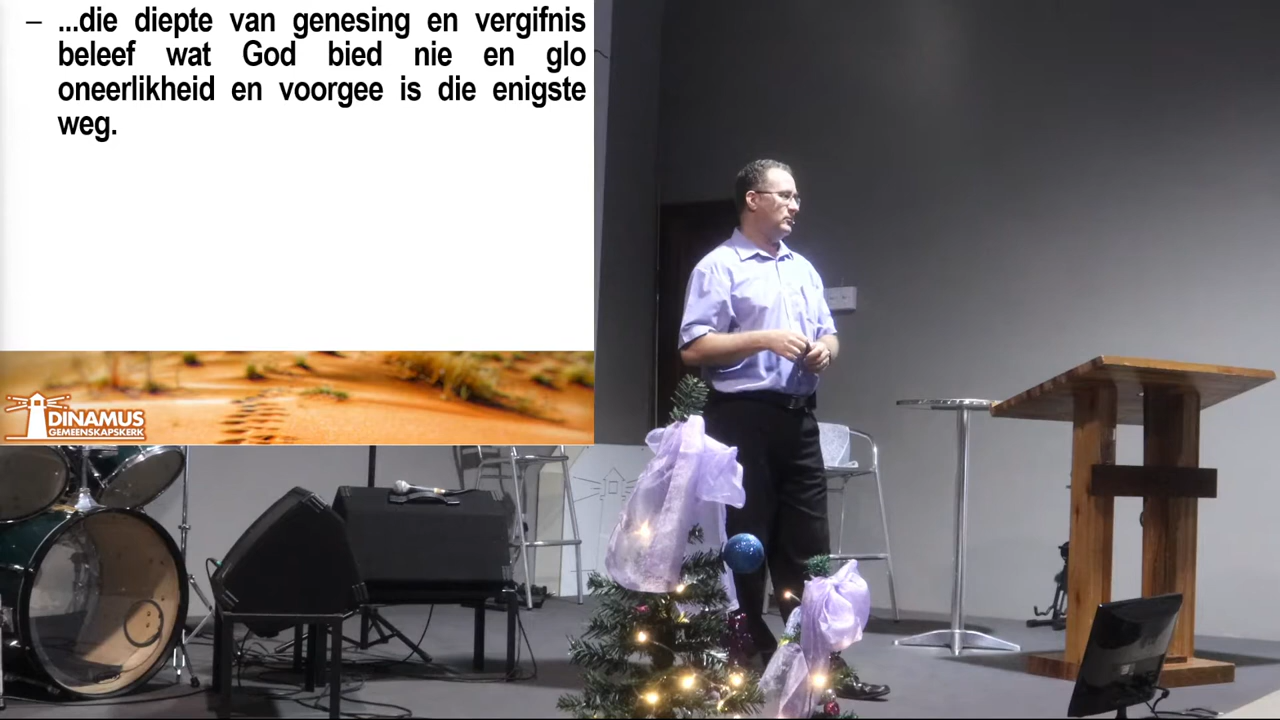 – ...die diepte van genesing en vergifnis
beleef wat God bied nie en glo
oneerlikheid en voorgee is die enigste
weg.
DINAMUS
GEMEENSKAPSKERK